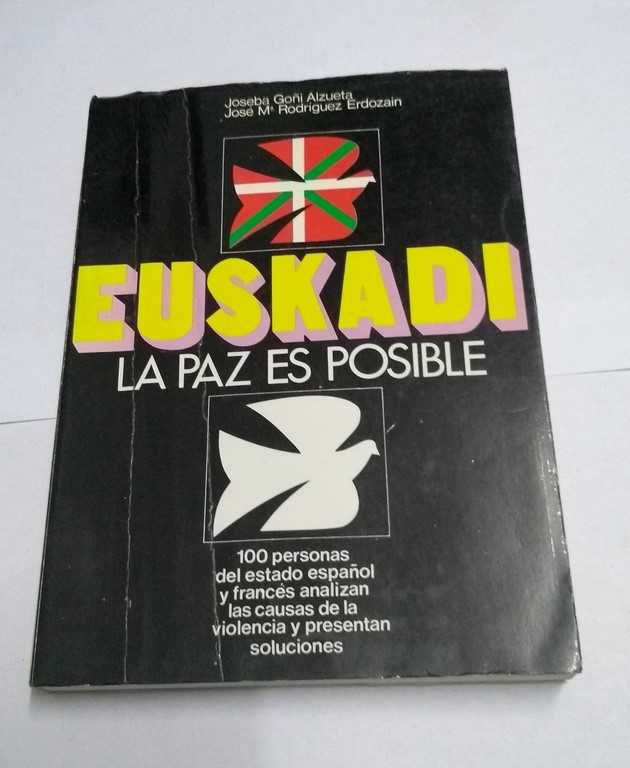 Joseba Goñi Alzueta
José Mª Rodriguez Erdozain
EUSKADI
LA PAZ ES POSIBLE
100 personas
del estado español
y francés analizan
las causas de la
violencia y presentan
soluciones